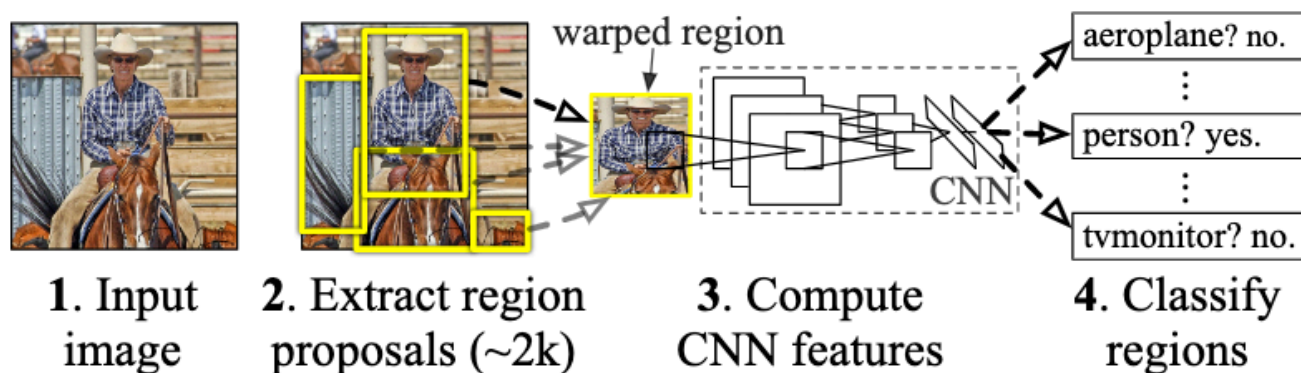 warped region
aeroplane? no.
⋮
person? yes.
⋮
tvmonitor? no.
CNN
1. Input
image
2. Extract region
proposals (~2k)
3. Compute
CNN features
4. Classify
regions